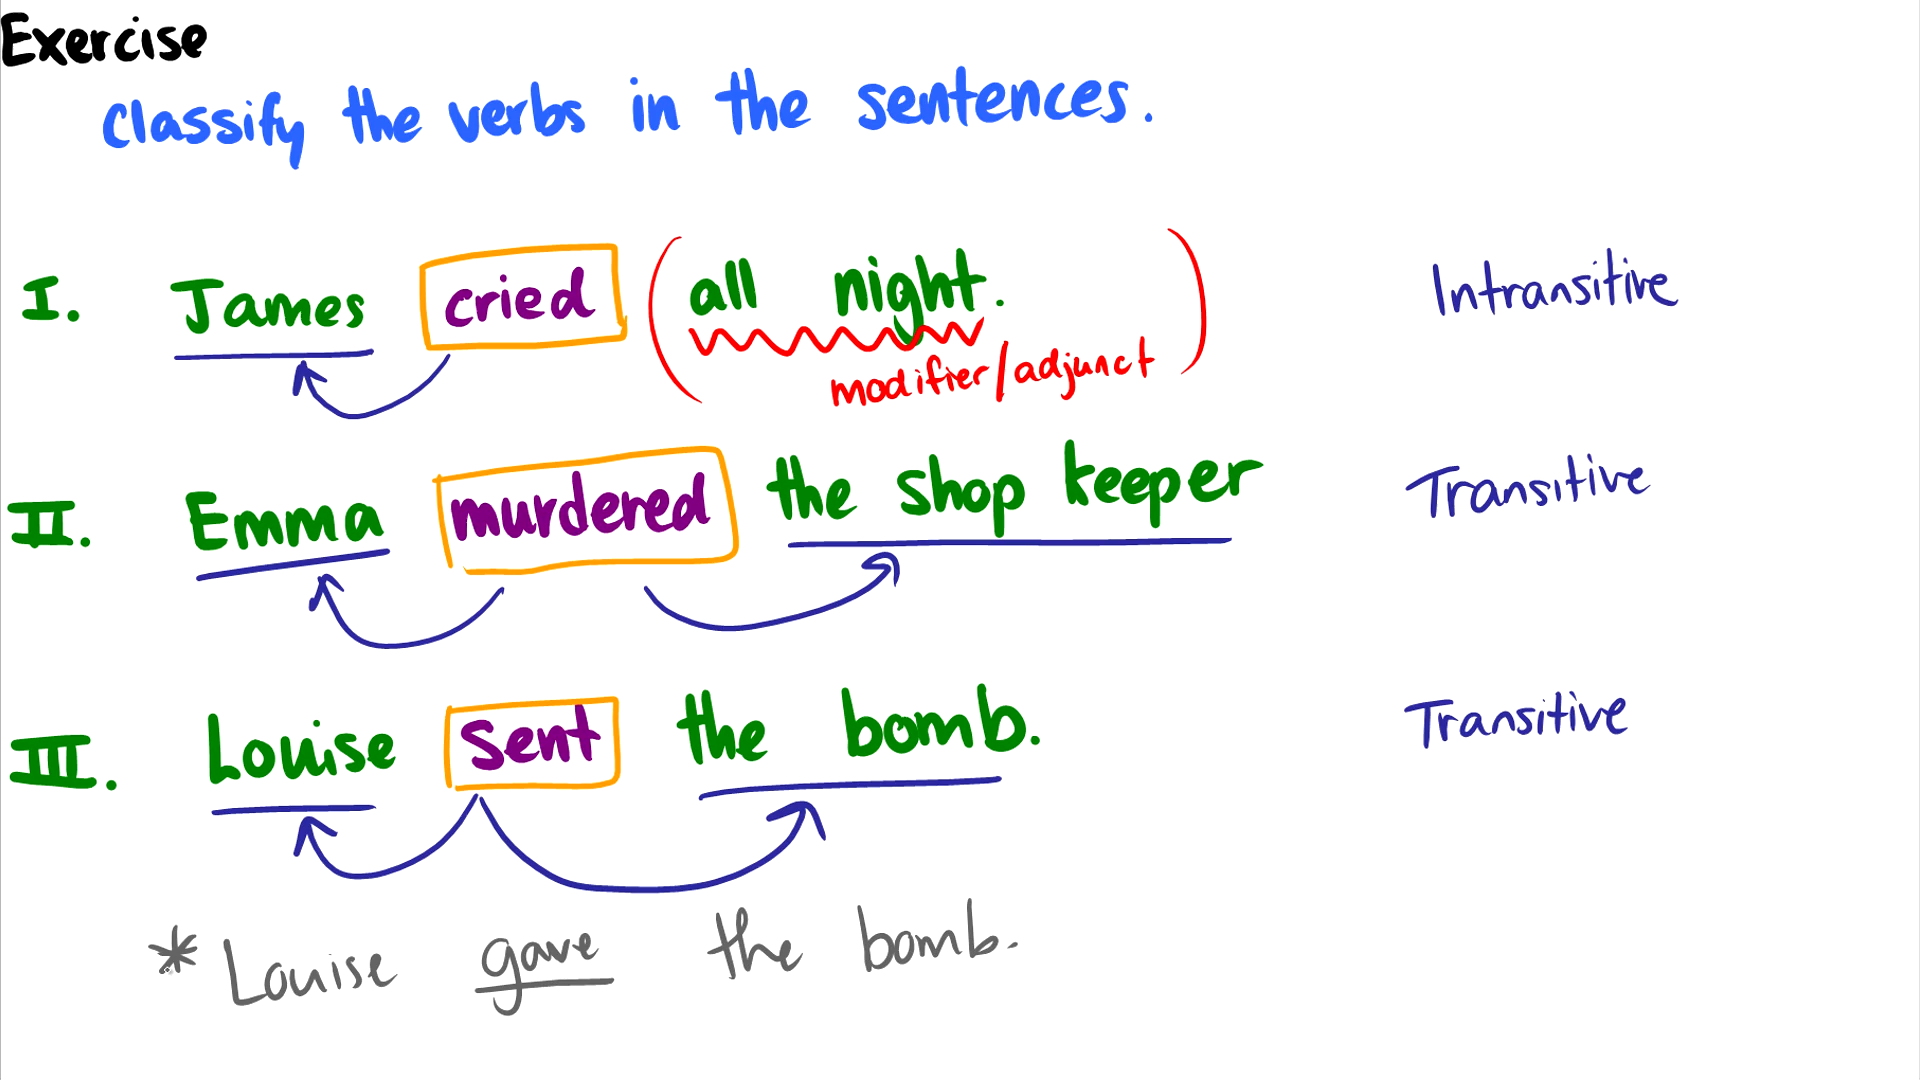 Exercise
classify the verbs in the sentences.
I. James cried (all night.) Intransitive
modifier/adjunct
II. Emma murdered the shop keeper Transitive
III. Louise sent the bomb. Transitive
* Louise gave the bomb.